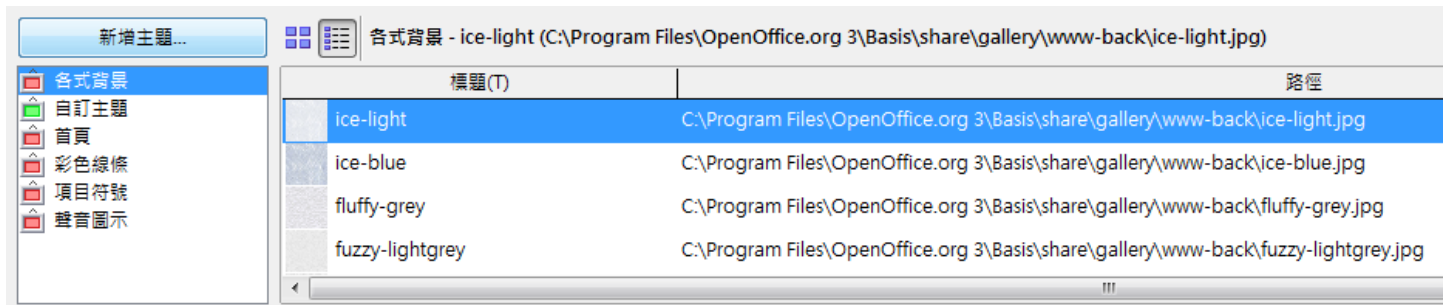 新增主題...
各式背景 - ice-light (C:\Program Files\OpenOffice.org 3\Basis\share\gallery\www-back\ice-light.jpg)
各式背景
自訂主題
首頁
彩色線條
項目符號
聲音圖示
標題(T) 路徑
ice-light C:\Program Files\OpenOffice.org 3\Basis\share\gallery\www-back\ice-light.jpg
ice-blue C:\Program Files\OpenOffice.org 3\Basis\share\gallery\www-back\ice-blue.jpg
fluffy-grey C:\Program Files\OpenOffice.org 3\Basis\share\gallery\www-back\fluffy-grey.jpg
fuzzy-lightgrey C:\Program Files\OpenOffice.org 3\Basis\share\gallery\www-back\fuzzy-lightgrey.jpg